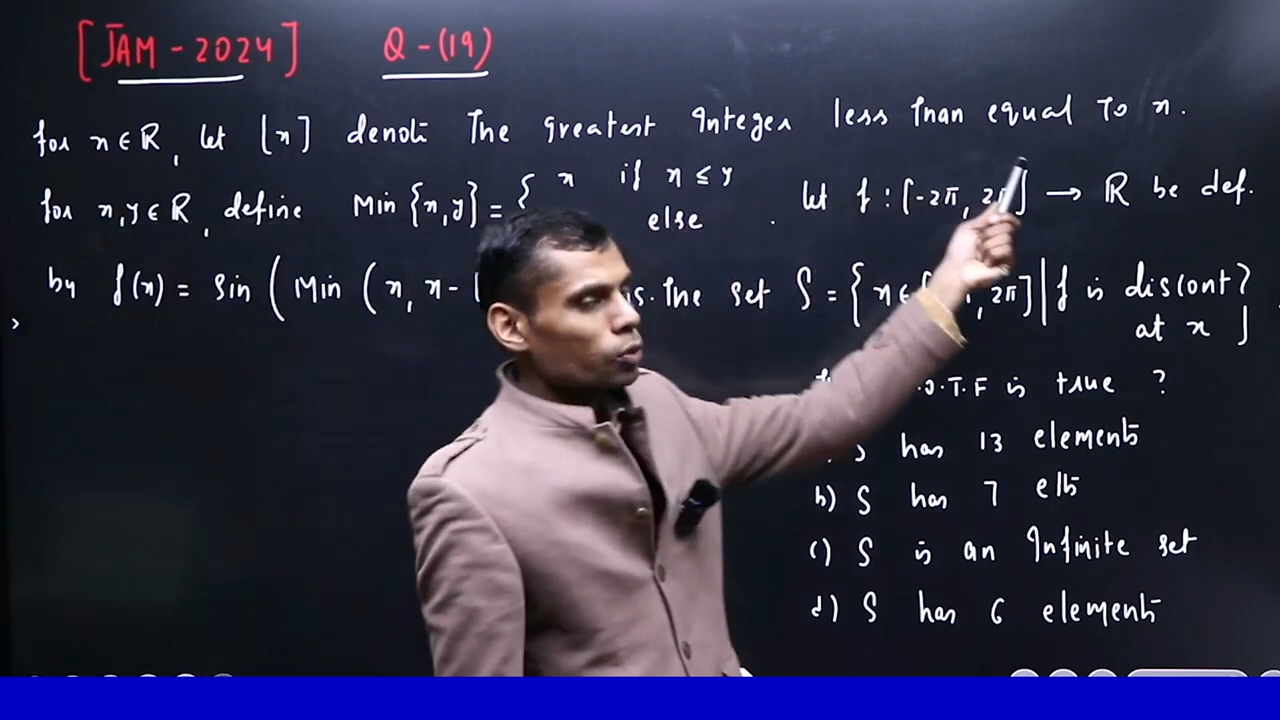 [JAM - 2024] Q - (19)
for x ∈ ℝ, let [x] denote The greatest Integer less Than equal To x.
for x, y ∈ ℝ, define Min {x, y} = { x if x ≤ y
else . let f : [-2π, 2π] → ℝ be def.
by f(x) = Sin ( Min ( x, x - [ is. The set S = { x ∈ [ , 2π] | f is discont }
at x
.O.T.F is true ?
S has 13 elements
b) S has 7 elts
c) S is an Infinite set
d) S has 6 elements